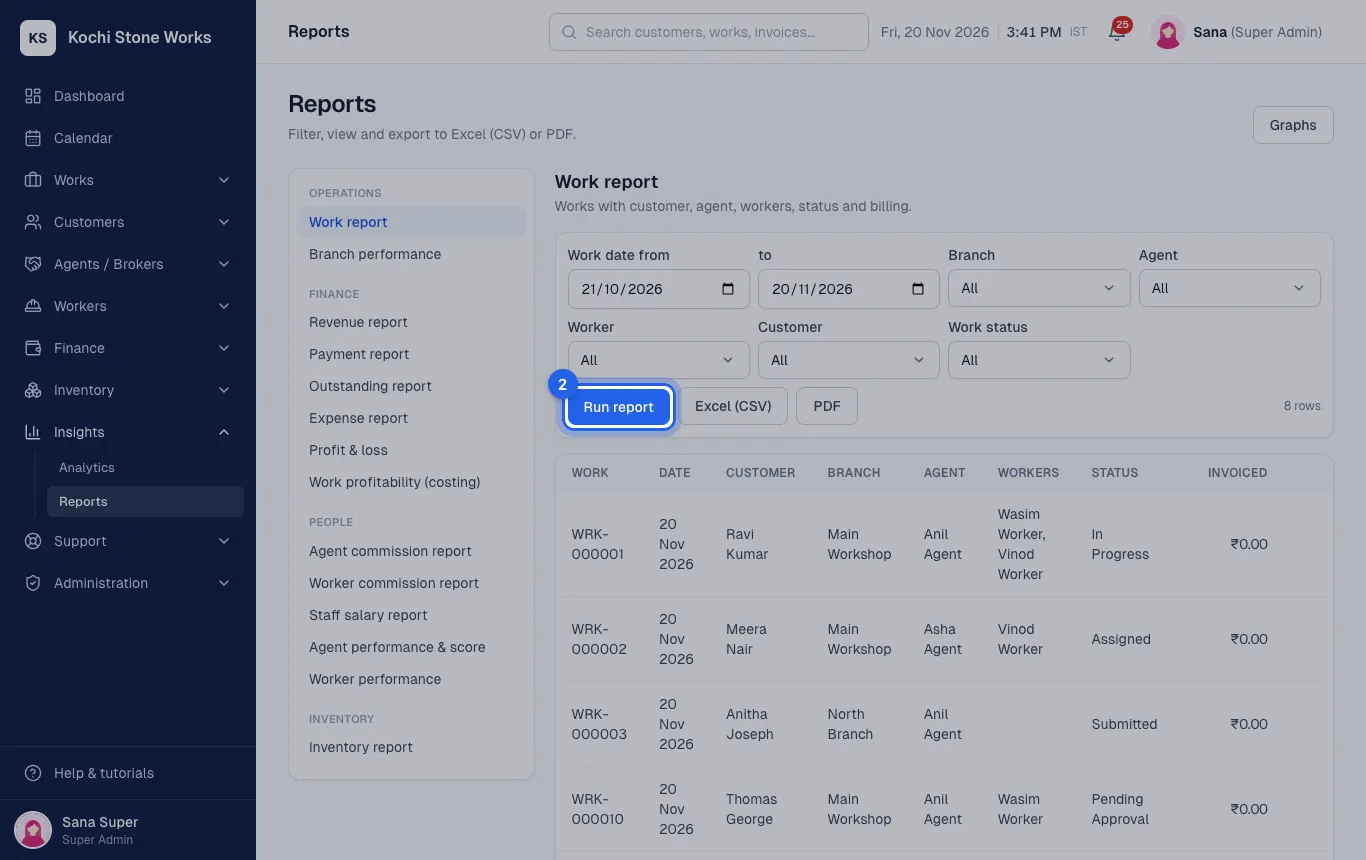 KS Kochi Stone Works
Dashboard
Calendar
Works
Customers
Agents / Brokers
Workers
Finance
Inventory
Insights
Analytics
Reports
Support
Administration
Help & tutorials
Sana Super
Super Admin
Reports
Search customers, works, invoices...
Fri, 20 Nov 2026
3:41 PM IST
25
Sana (Super Admin)
Reports
Filter, view and export to Excel (CSV) or PDF.
Graphs
OPERATIONS
Work report
Branch performance
FINANCE
Revenue report
Payment report
Outstanding report
Expense report
Profit & loss
Work profitability (costing)
PEOPLE
Agent commission report
Worker commission report
Staff salary report
Agent performance & score
Worker performance
INVENTORY
Inventory report
Work report
Works with customer, agent, workers, status and billing.
Work date from to Branch Agent
21/10/2026 20/11/2026 All All
Worker Customer Work status
All All All
2
Run report Excel (CSV) PDF 8 rows
WORK DATE CUSTOMER BRANCH AGENT WORKERS STATUS INVOICED
WRK-
000001
20
Nov
2026
Ravi
Kumar
Main
Workshop
Anil
Agent
Wasim
Worker,
Vinod
Worker
In
Progress
₹0.00
WRK-
000002
20
Nov
2026
Meera
Nair
Main
Workshop
Asha
Agent
Vinod
Worker
Assigned
₹0.00
WRK-
000003
20
Nov
2026
Anitha
Joseph
North
Branch
Anil
Agent
Submitted
₹0.00
WRK-
000010
20
Nov
2026
Thomas
George
Main
Workshop
Anil
Agent
Wasim
Worker
Pending
Approval
₹0.00